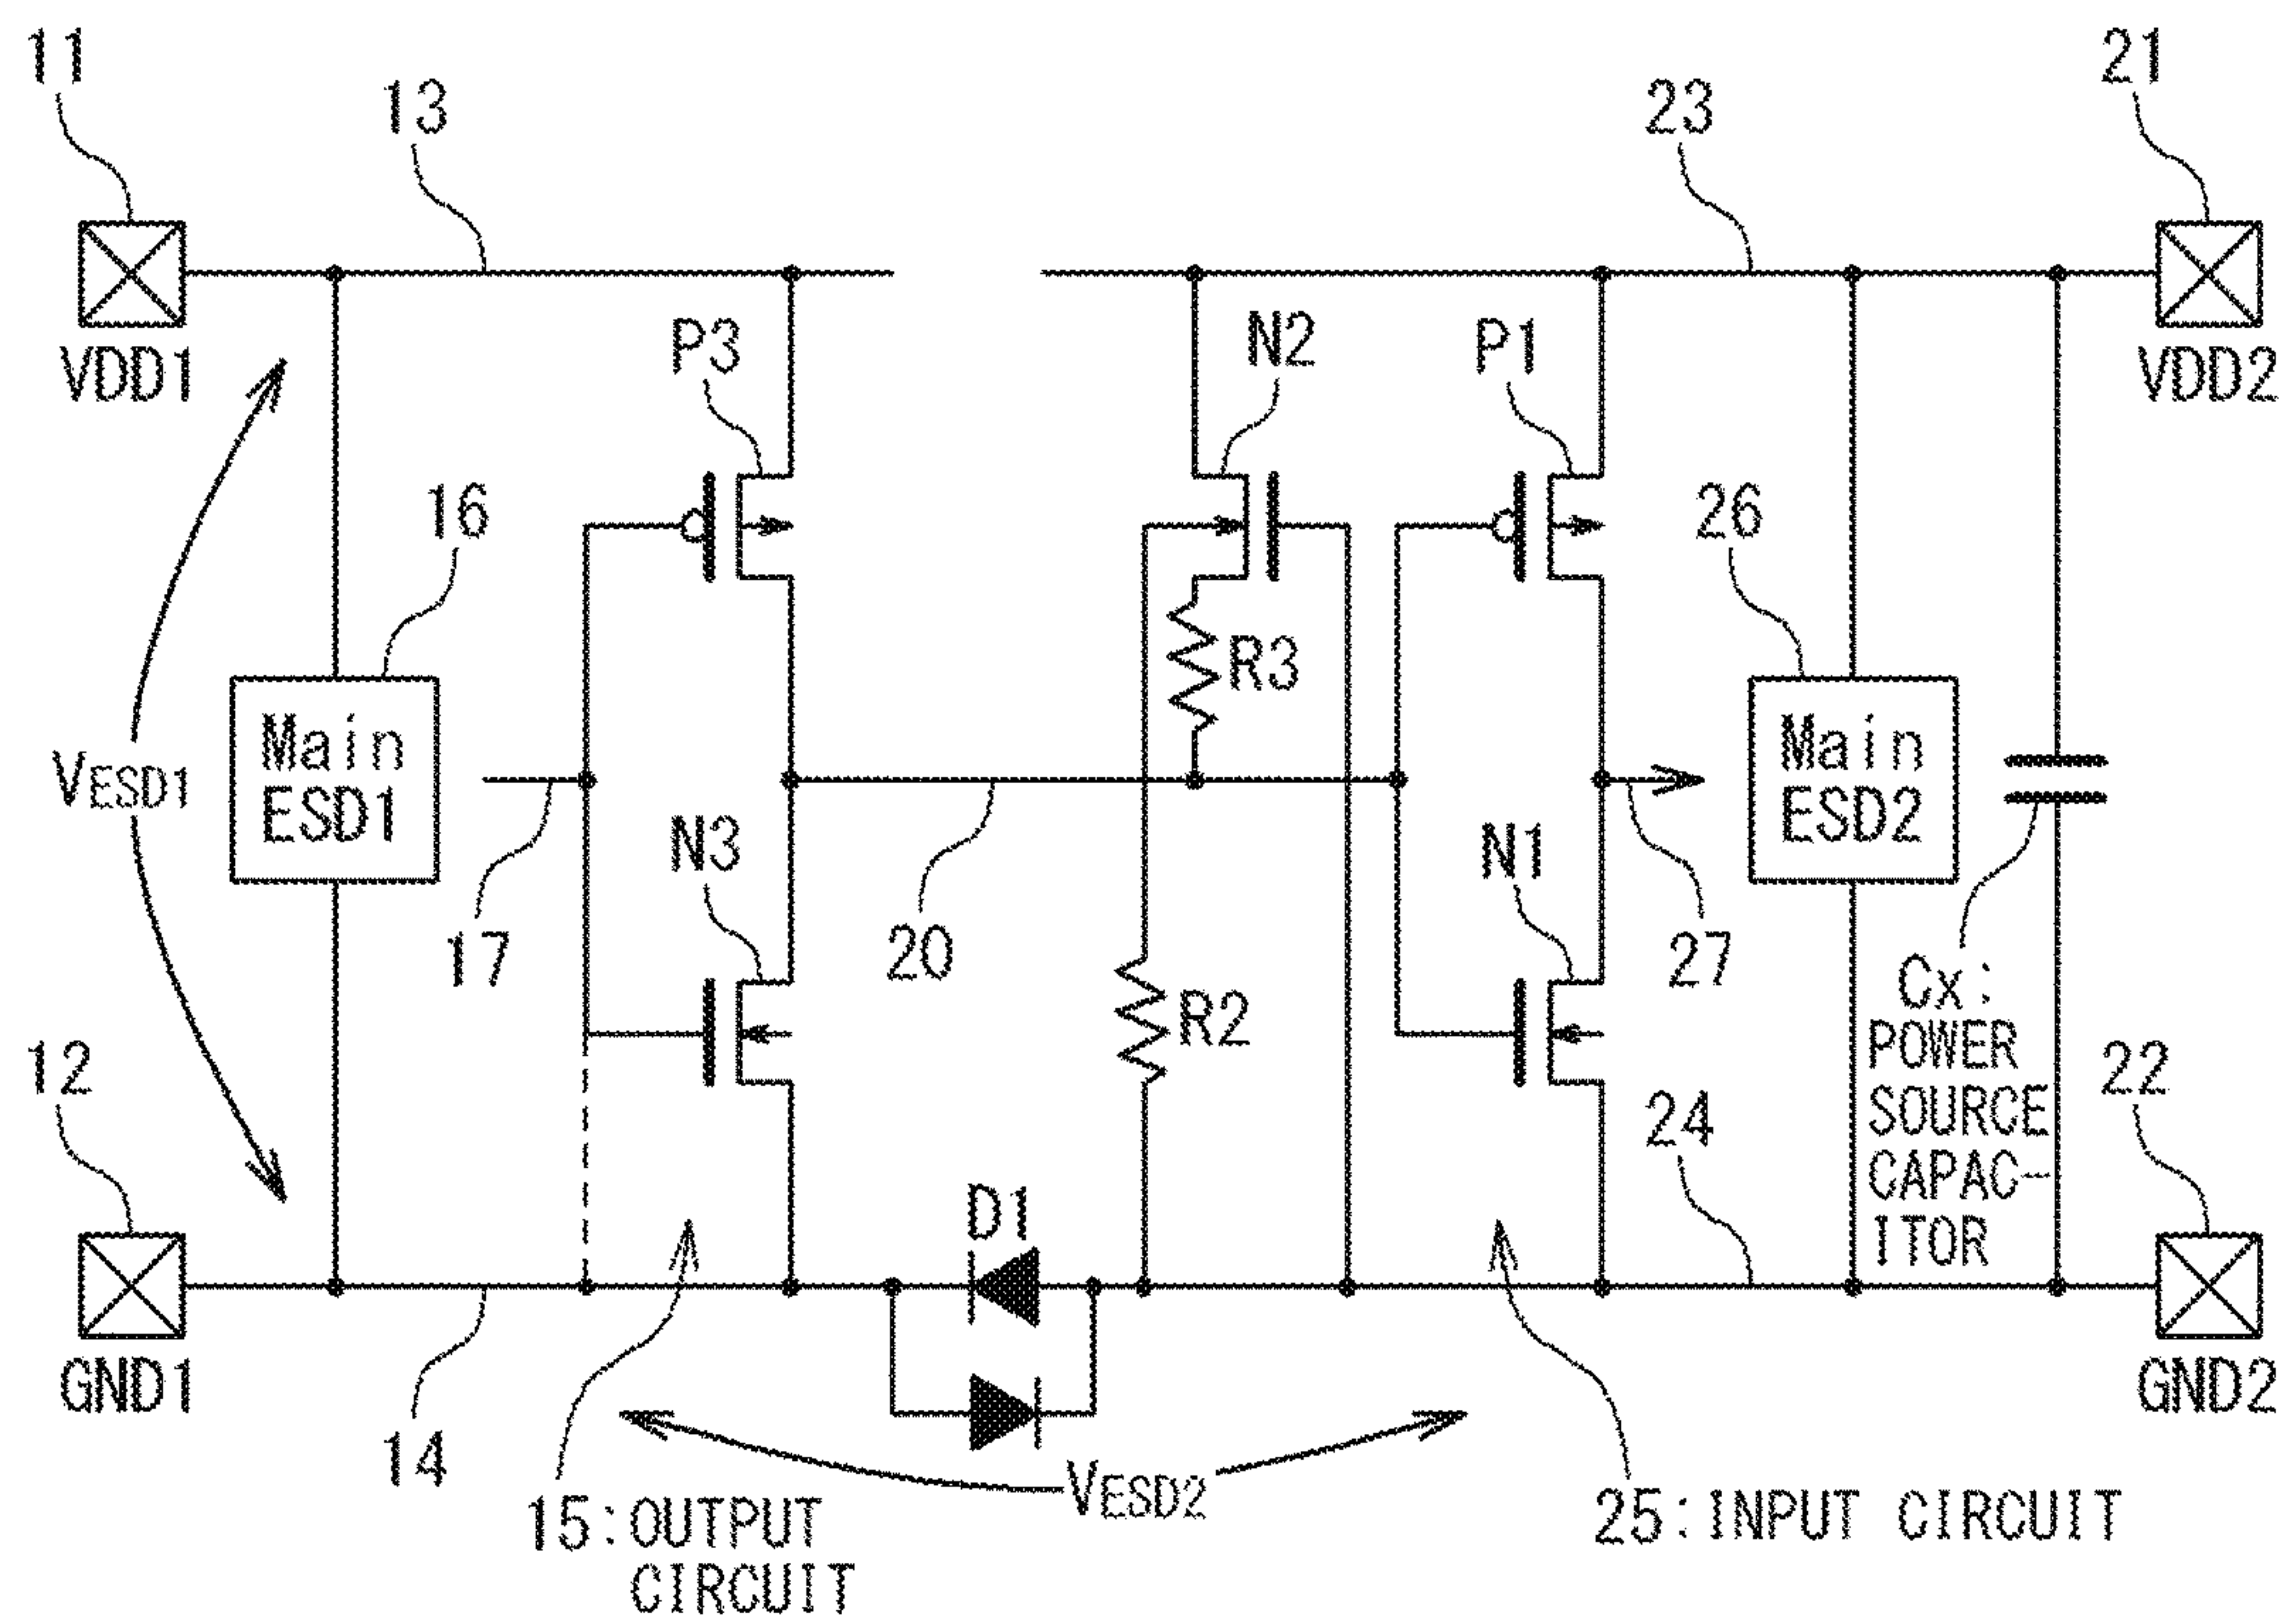 11
13
23
21
VDD1
P3
N2
P1
VDD2
16
26
R3
Main
ESD1
Main
ESD2
VESD1
N3
N1
17
20
27
R2
Cx:
POWER
SOURCE
CAPAC-
ITOR
12
24
22
D1
GND1
GND2
14
VESD2
15:OUTPUT
CIRCUIT
25:INPUT CIRCUIT